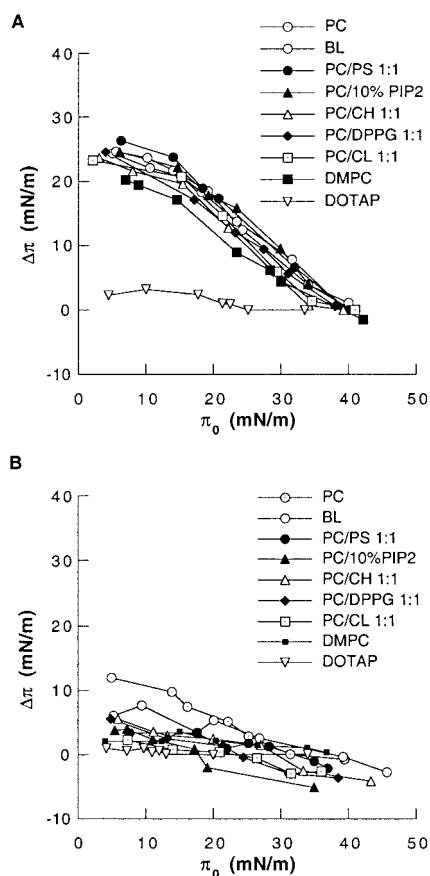 A
40
30
20
10
0
-10
Δπ (mN/m)
0 10 20 30 40 50
π₀ (mN/m)
PC
BL
PC/PS 1:1
PC/10% PIP2
PC/CH 1:1
PC/DPPG 1:1
PC/CL 1:1
DMPC
DOTAP
B
40
30
20
10
0
-10
Δπ (mN/m)
0 10 20 30 40 50
π₀ (mN/m)
PC
BL
PC/PS 1:1
PC/10%PIP2
PC/CH 1:1
PC/DPPG 1:1
PC/CL 1:1
DMPC
DOTAP